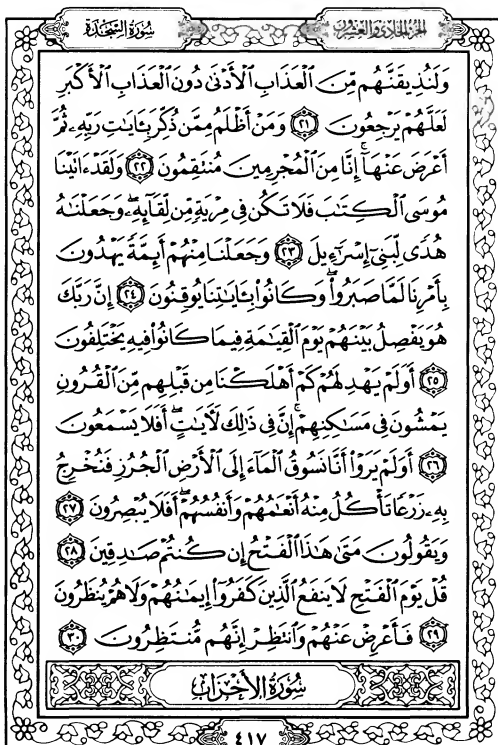 الجزء الحادي والعشرون
سُورَةُ السَّجْدَة
وَلَنُذِيقَنَّهُم مِّنَ ٱلْعَذَابِ ٱلْأَدْنَىٰ دُونَ ٱلْعَذَابِ ٱلْأَكْبَرِ
لَعَلَّهُمْ يَرْجِعُونَ ٢١ وَمَنْ أَظْلَمُ مِمَّن ذُكِّرَ بِـَٔايَٰتِ رَبِّهِۦ ثُمَّ
أَعْرَضَ عَنْهَآ ۚ إِنَّا مِنَ ٱلْمُجْرِمِينَ مُنتَقِمُونَ ٢٢ وَلَقَدْ ءَاتَيْنَا
مُوسَى ٱلْكِتَٰبَ فَلَا تَكُن فِى مِرْيَةٍ مِّن لِّقَآئِهِۦ ۖ وَجَعَلْنَٰهُ
هُدًى لِّبَنِىٓ إِسْرَٰٓءِيلَ ٢٣ وَجَعَلْنَا مِنْهُمْ أَئِمَّةً يَهْدُونَ
بِأَمْرِنَا لَمَّا صَبَرُوا۟ ۖ وَكَانُوا۟ بِـَٔايَٰتِنَا يُوقِنُونَ ٢٤ إِنَّ رَبَّكَ
هُوَ يَفْصِلُ بَيْنَهُمْ يَوْمَ ٱلْقِيَٰمَةِ فِيمَا كَانُوا۟ فِيهِ يَخْتَلِفُونَ
٢٥ أَوَلَمْ يَهْدِ لَهُمْ كَمْ أَهْلَكْنَا مِن قَبْلِهِم مِّنَ ٱلْقُرُونِ
يَمْشُونَ فِى مَسَٰكِنِهِمْ ۚ إِنَّ فِى ذَٰلِكَ لَـَٔايَٰتٍ ۖ أَفَلَا يَسْمَعُونَ
٢٦ أَوَلَمْ يَرَوْا۟ أَنَّا نَسُوقُ ٱلْمَآءَ إِلَى ٱلْأَرْضِ ٱلْجُرُزِ فَنُخْرِجُ
بِهِۦ زَرْعًا تَأْكُلُ مِنْهُ أَنْعَٰمُهُمْ وَأَنفُسُهُمْ ۖ أَفَلَا يُبْصِرُونَ ٢٧
وَيَقُولُونَ مَتَىٰ هَٰذَا ٱلْفَتْحُ إِن كُنتُمْ صَٰدِقِينَ ٢٨
قُلْ يَوْمَ ٱلْفَتْحِ لَا يَنفَعُ ٱلَّذِينَ كَفَرُوٓا۟ إِيمَٰنُهُمْ وَلَا هُمْ يُنظَرُونَ
٢٩ فَأَعْرِضْ عَنْهُمْ وَٱنتَظِرْ إِنَّهُم مُّنتَظِرُونَ ٣٠
سُورَةُ الأَحْزَاب
٤١٧